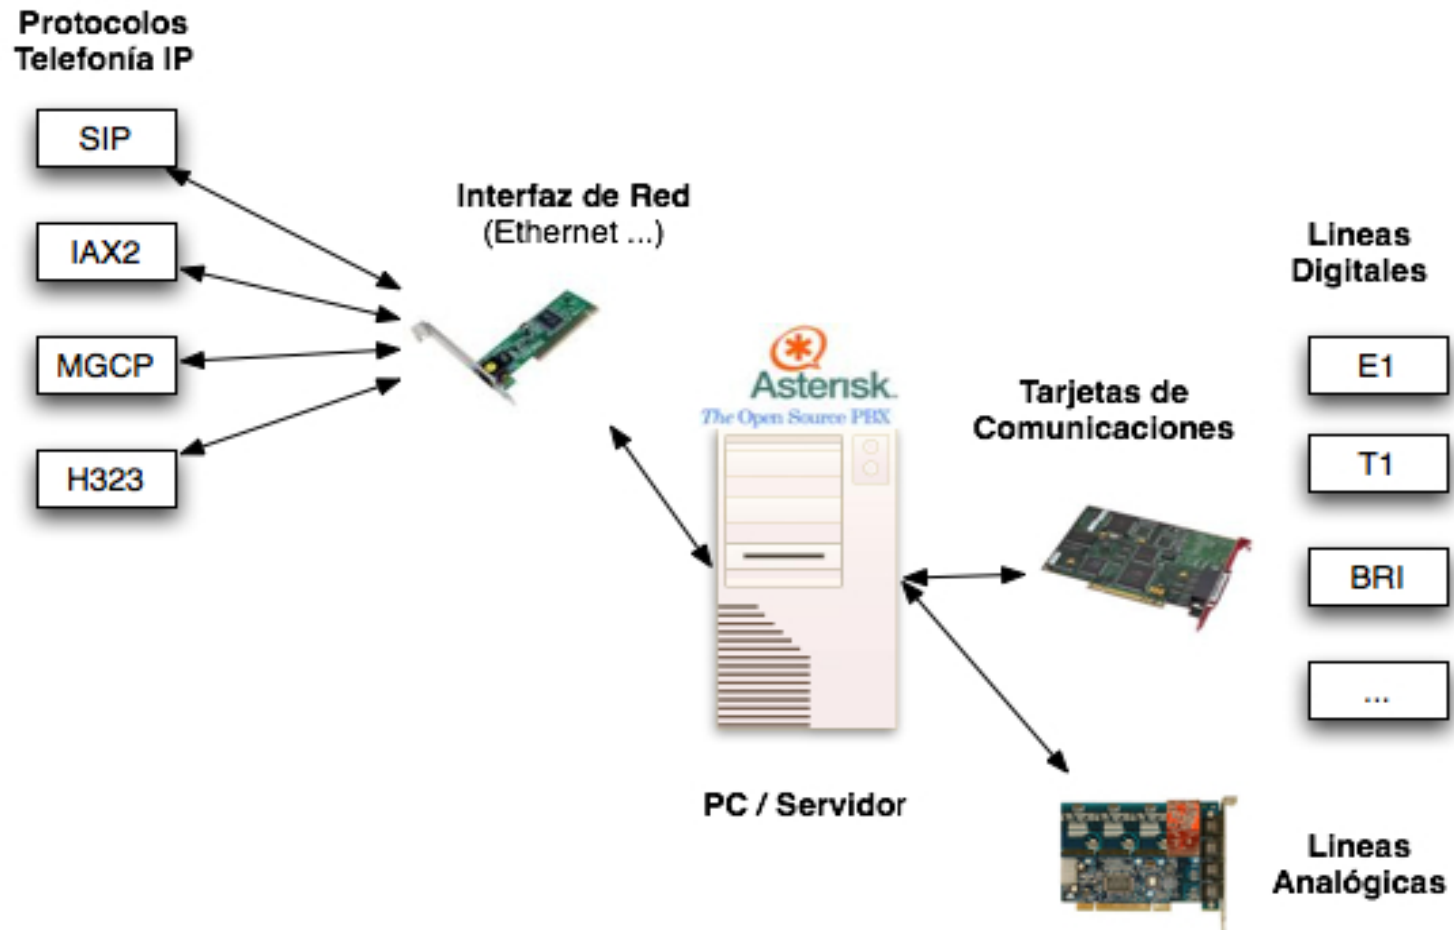 Protocolos
Telefonía IP
SIP
IAX2
MGCP
H323
Interfaz de Red
(Ethernet ...)
Asterisk
The Open Source PBX
PC / Servidor
Tarjetas de
Comunicaciones
Lineas
Digitales
E1
T1
BRI
...
Lineas
Analógicas